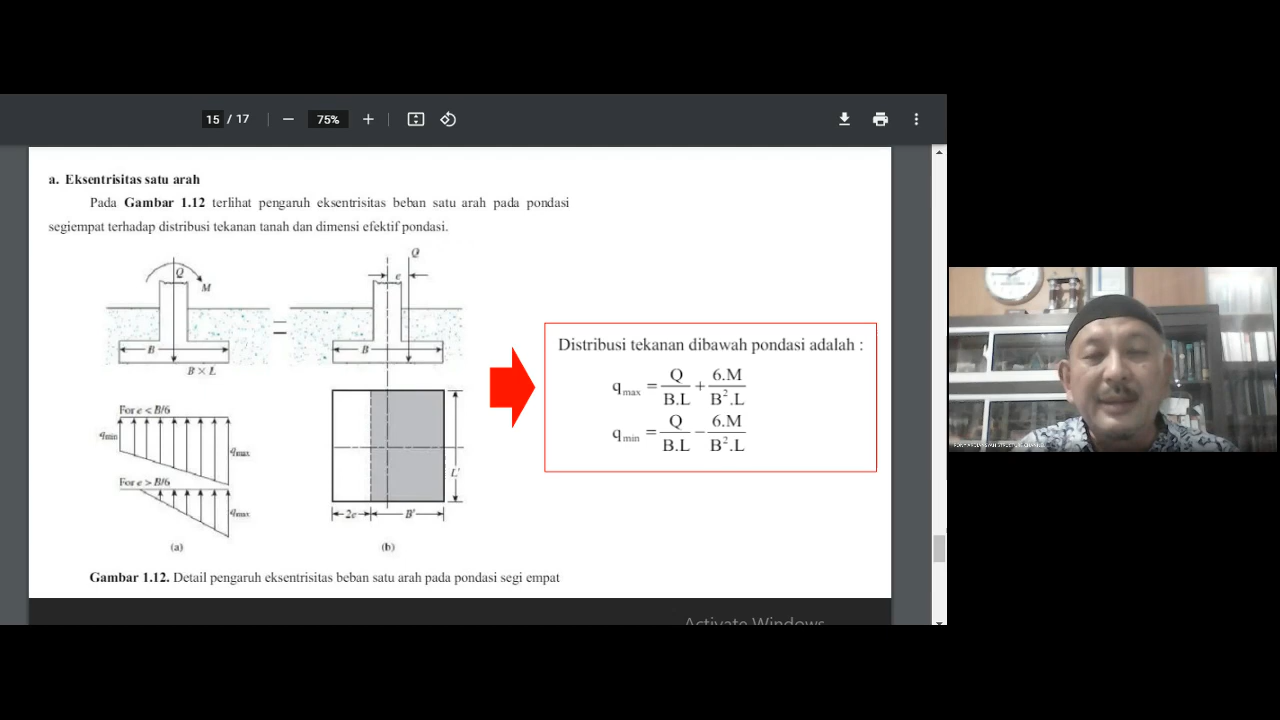 15 / 17
75%
a. Eksentrisitas satu arah
Pada Gambar 1.12 terlihat pengaruh eksentrisitas beban satu arah pada pondasi
segiempat terhadap distribusi tekanan tanah dan dimensi efektif pondasi.
Q
M
B
B × L
=
Q
e
B
For e < B/6
qmin
qmax
For e > B/6
qmax
L'
2e
B'
(a)
(b)
Distribusi tekanan dibawah pondasi adalah :
q max = Q/B.L + 6.M/B².L
q min = Q/B.L − 6.M/B².L
Gambar 1.12. Detail pengaruh eksentrisitas beban satu arah pada pondasi segi empat
Activate Windows